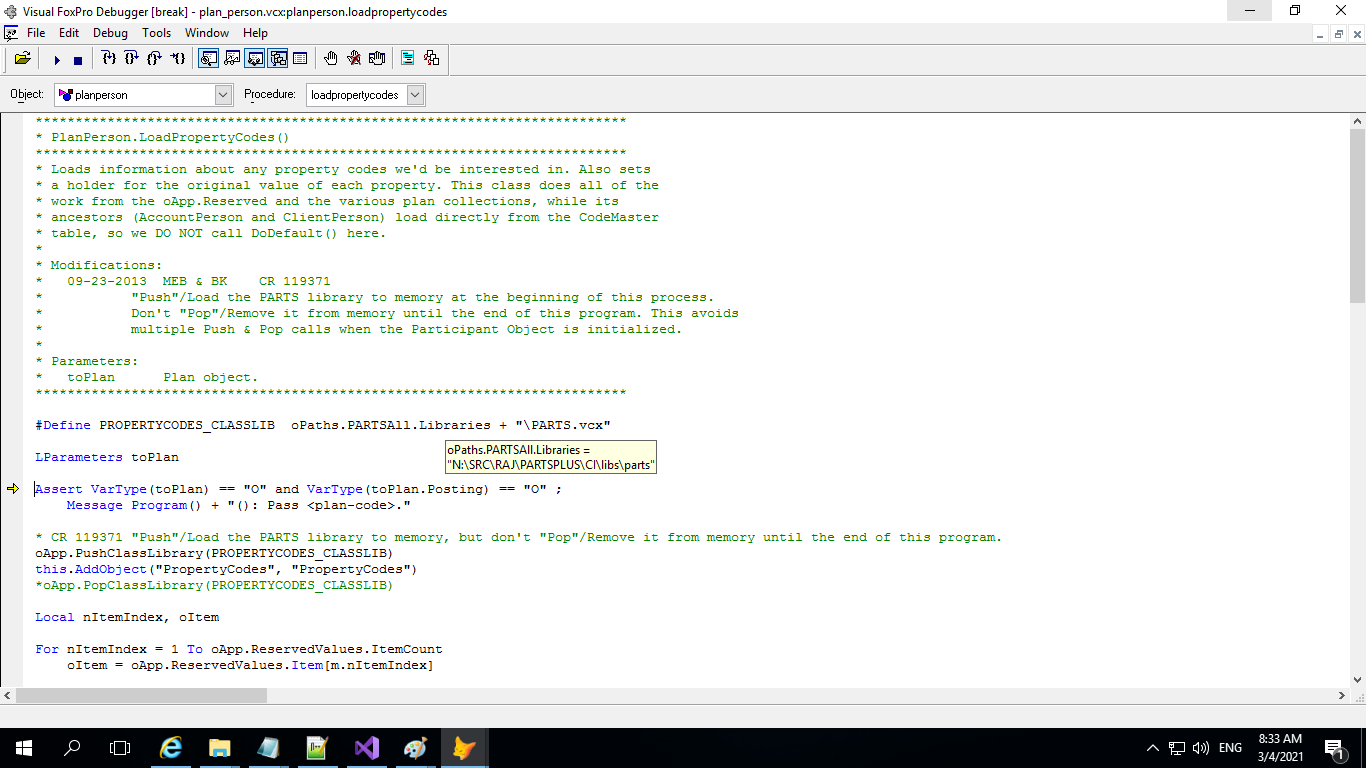 Visual FoxPro Debugger [break] - plan_person.vcx:planperson.loadpropertycodes
File Edit Debug Tools Window Help
Object: planperson Procedure: loadpropertycodes
**************************************************************************
* PlanPerson.LoadPropertyCodes()
**************************************************************************
* Loads information about any property codes we'd be interested in. Also sets
* a holder for the original value of each property. This class does all of the
* work from the oApp.Reserved and the various plan collections, while its
* ancestors (AccountPerson and ClientPerson) load directly from the CodeMaster
* table, so we DO NOT call DoDefault() here.
*
* Modifications:
*   09-23-2013  MEB & BK    CR 119371
*           "Push"/Load the PARTS library to memory at the beginning of this process.
*           Don't "Pop"/Remove it from memory until the end of this program. This avoids
*           multiple Push & Pop calls when the Participant Object is initialized.
*
* Parameters:
*   toPlan      Plan object.
**************************************************************************
#Define PROPERTYCODES_CLASSLIB  oPaths.PARTSAll.Libraries + "\PARTS.vcx"
oPaths.PARTSAll.Libraries =
"N:\SRC\RAJ\PARTSPLUS\CI\libs\parts"
LParameters toPlan
Assert VarType(toPlan) == "O" and VarType(toPlan.Posting) == "O" ;
    Message Program() + "(): Pass <plan-code>."
* CR 119371 "Push"/Load the PARTS library to memory, but don't "Pop"/Remove it from memory until the end of this program.
oApp.PushClassLibrary(PROPERTYCODES_CLASSLIB)
this.AddObject("PropertyCodes", "PropertyCodes")
*oApp.PopClassLibrary(PROPERTYCODES_CLASSLIB)
Local nItemIndex, oItem
For nItemIndex = 1 To oApp.ReservedValues.ItemCount
    oItem = oApp.ReservedValues.Item[m.nItemIndex]
ENG
8:33 AM
3/4/2021
1